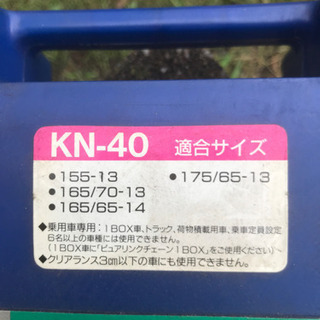 KN-40 適合サイズ
●155-13 ●175/65-13
●165/70-13
●165/65-14
◆乗用車専用：1BOX車、トラック、荷物積載用車、乗車定員設定
6名以上の車種には使用できません。
（1BOX車に「ピュアリンクチェーン1BOX」をご使用ください）
◆クリアランス3cm以下の車にも使用できません。